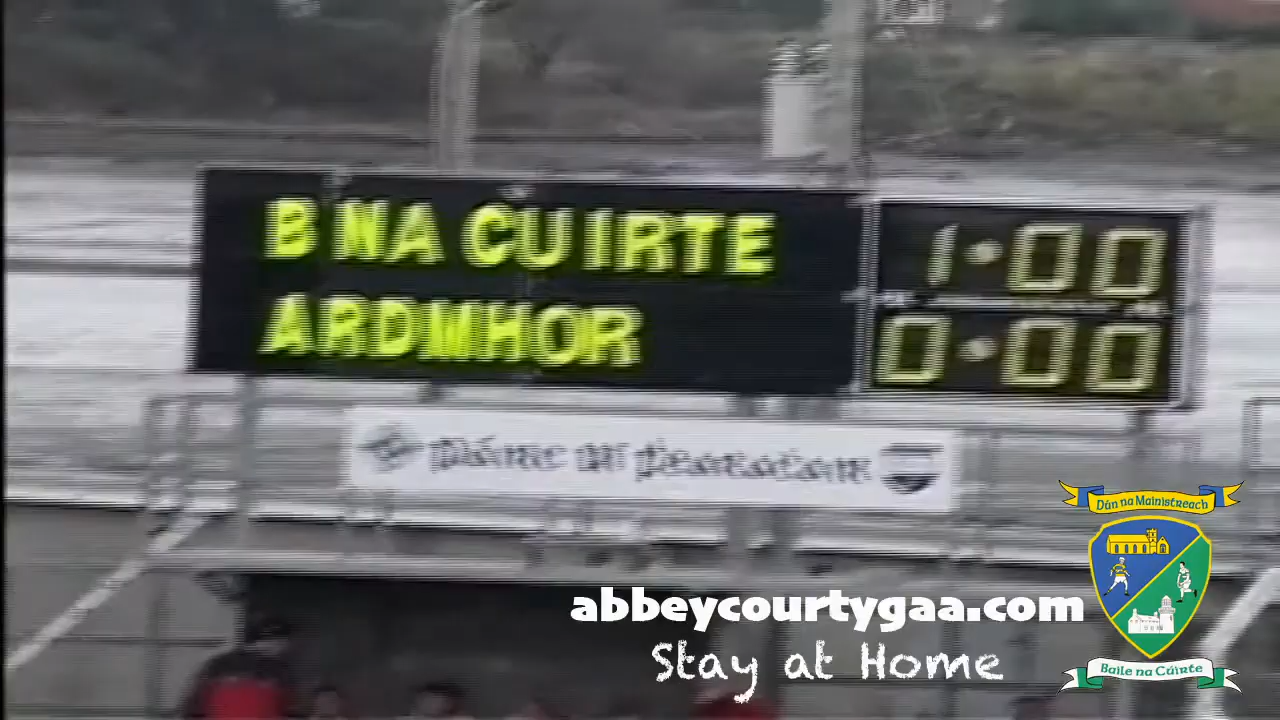 B NA CUIRTE 1·00
ARDMHOR 0·00
abbeycourtygaa.com
Stay at Home
Dún na Mainistreach
Baile na Cúirte